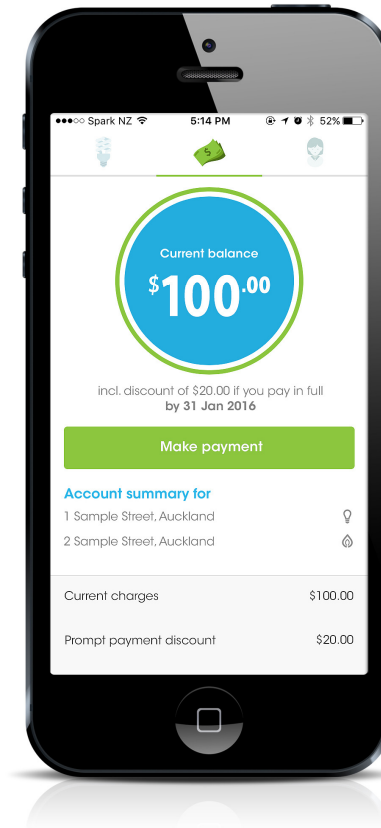 Spark NZ 5:14 PM 52%
$
Current balance
$100.00
incl. discount of $20.00 if you pay in full
by 31 Jan 2016
Make payment
Account summary for
1 Sample Street, Auckland
2 Sample Street, Auckland
Current charges $100.00
Prompt payment discount $20.00